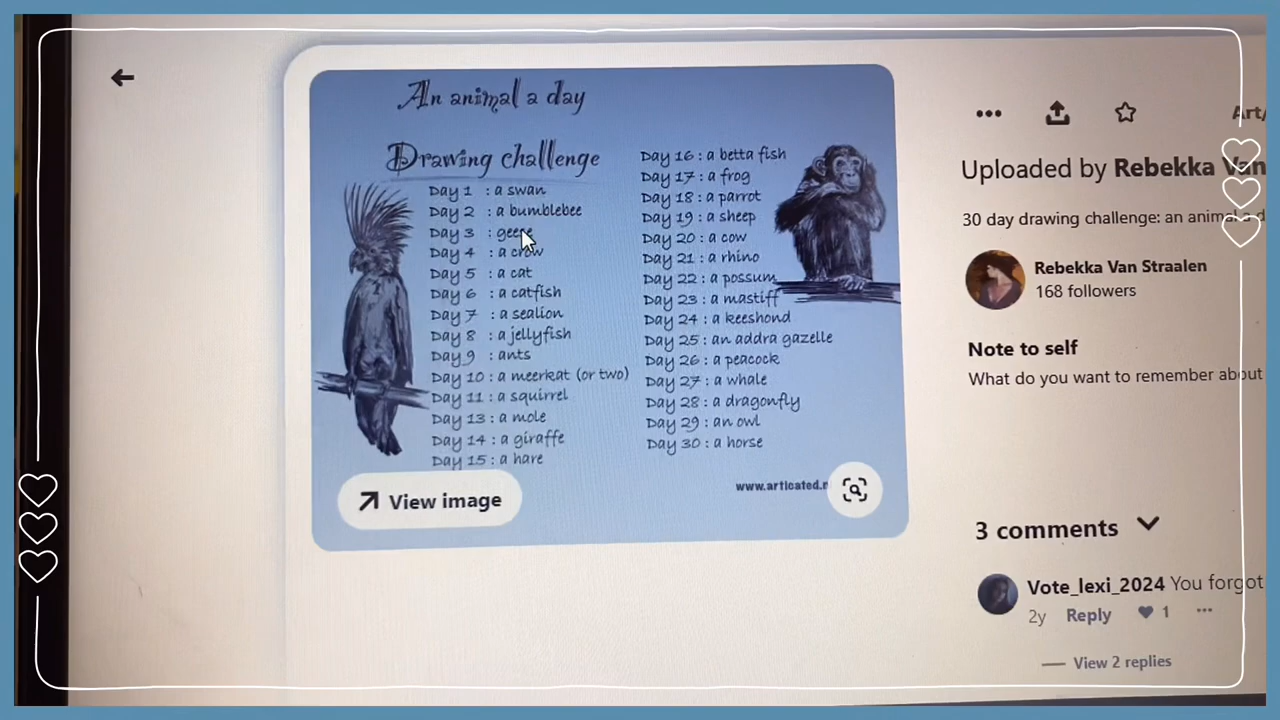 An animal a day
Drawing challenge
Day 1 : a swan
Day 2 : a bumblebee
Day 3 : geese
Day 4 : a crow
Day 5 : a cat
Day 6 : a catfish
Day 7 : a sealion
Day 8 : a jellyfish
Day 9 : ants
Day 10 : a meerkat (or two)
Day 11 : a squirrel
Day 13 : a mole
Day 14 : a giraffe
Day 15 : a hare
Day 16 : a betta fish
Day 17 : a frog
Day 18 : a parrot
Day 19 : a sheep
Day 20 : a cow
Day 21 : a rhino
Day 22 : a possum
Day 23 : a mastiff
Day 24 : a keeshond
Day 25 : an addra gazelle
Day 26 : a peacock
Day 27 : a whale
Day 28 : a dragonfly
Day 29 : an owl
Day 30 : a horse
www.articated.n
View image
Art/
Uploaded by Rebekka Van
30 day drawing challenge: an animal a d
Rebekka Van Straalen
168 followers
Note to self
What do you want to remember about
3 comments
Vote_lexi_2024 You forgot
2y Reply 1
View 2 replies